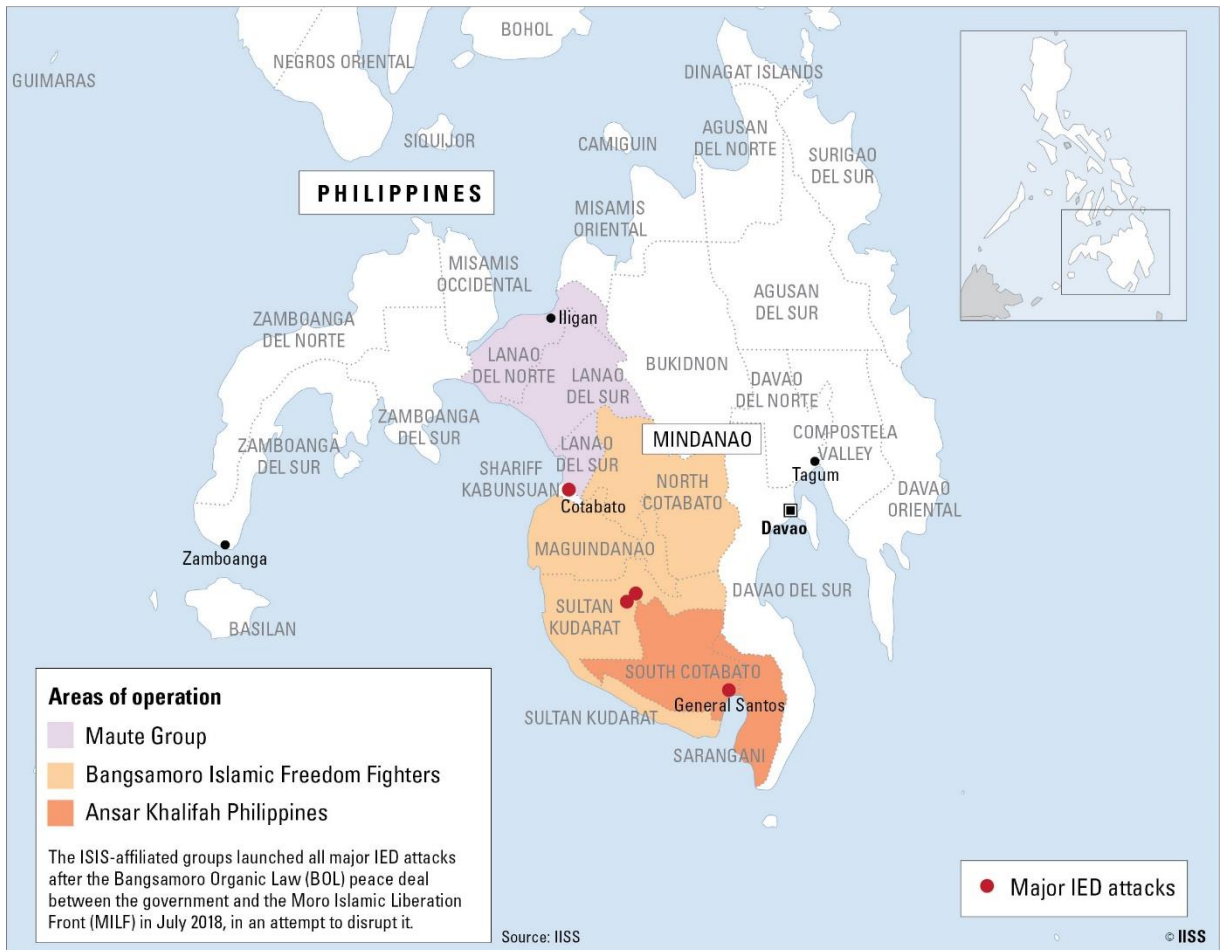 BOHOL
NEGROS ORIENTAL
GUIMARAS
DINAGAT ISLANDS
SIQUIJOR
CAMIGUIN
AGUSAN
DEL NORTE
SURIGAO
DEL SUR
PHILIPPINES
MISAMIS
ORIENTAL
MISAMIS
OCCIDENTAL
AGUSAN
DEL SUR
ZAMBOANGA
DEL NORTE
Iligan
LANAO
DEL NORTE
LANAO
DEL SUR
BUKIDNON
DAVAO
DEL NORTE
ZAMBOANGA
DEL SUR
ZAMBOANGA
DEL SUR
LANAO
DEL SUR
MINDANAO
COMPOSTELA
VALLEY
Tagum
SHARIFF
KABUNSUAN
Cotabato
NORTH
COTABATO
DAVAO
ORIENTAL
Davao
Zamboanga
MAGUINDANAO
DAVAO DEL SUR
BASILAN
SULTAN
KUDARAT
SOUTH COTABATO
General Santos
SULTAN KUDARAT
SARANGANI
Areas of operation
Maute Group
Bangsamoro Islamic Freedom Fighters
Ansar Khalifah Philippines
The ISIS-affiliated groups launched all major IED attacks
after the Bangsamoro Organic Law (BOL) peace deal
between the government and the Moro Islamic Liberation
Front (MILF) in July 2018, in an attempt to disrupt it.
Major IED attacks
Source: IISS
© IISS